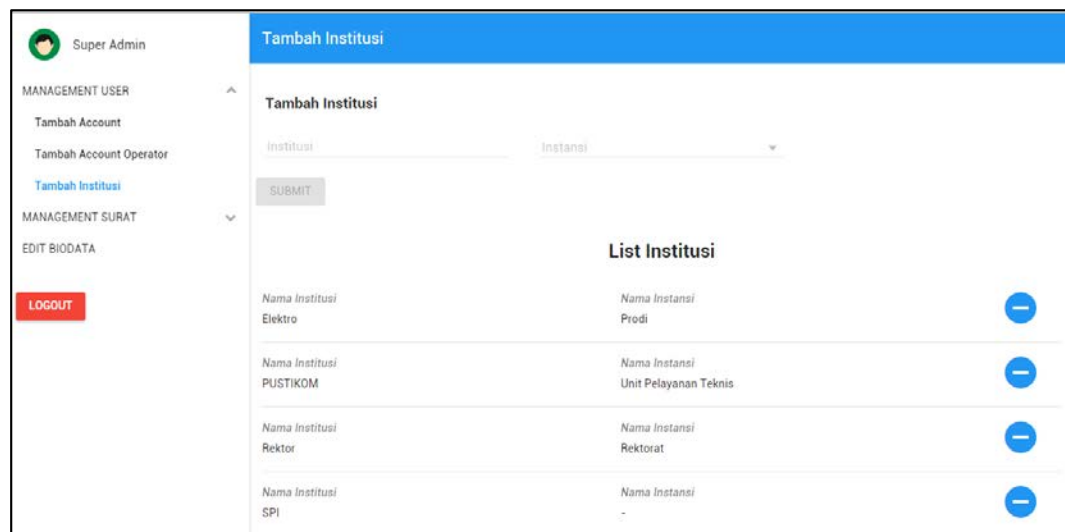 Super Admin
MANAGEMENT USER
Tambah Account
Tambah Account Operator
Tambah Institusi
MANAGEMENT SURAT
EDIT BIODATA
LOGOUT
Tambah Institusi
Tambah Institusi
Institusi Instansi
SUBMIT
List Institusi
Nama Institusi Nama Instansi
Elektro Prodi
Nama Institusi Nama Instansi
PUSTIKOM Unit Pelayanan Teknis
Nama Institusi Nama Instansi
Rektor Rektorat
Nama Institusi Nama Instansi
SPI -